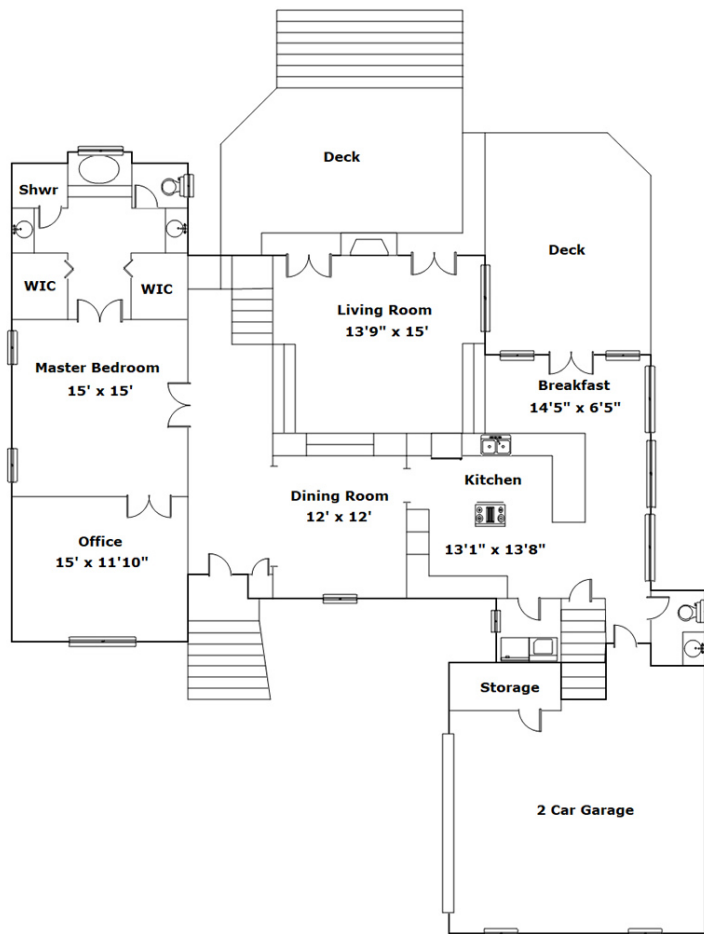 Deck
Shwr
Deck
WIC
WIC
Living Room
13'9" x 15'
Master Bedroom
15' x 15'
Breakfast
14'5" x 6'5"
Kitchen
Dining Room
12' x 12'
Office
15' x 11'10"
13'1" x 13'8"
Storage
2 Car Garage